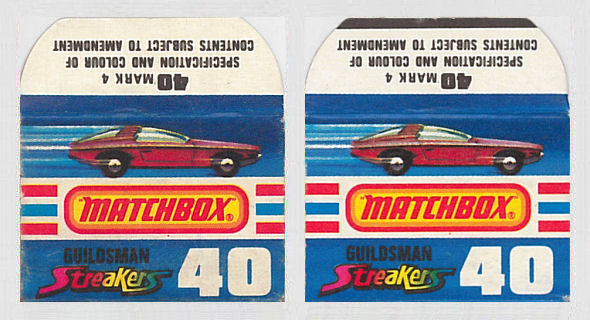 40 MARK 4
SPECIFICATION AND COLOUR OF
CONTENTS SUBJECT TO AMENDMENT
"MATCHBOX"®
GUILDSMAN
Streakers 40
40 MARK 4
SPECIFICATION AND COLOUR OF
CONTENTS SUBJECT TO AMENDMENT
"MATCHBOX"®
GUILDSMAN
Streakers 40